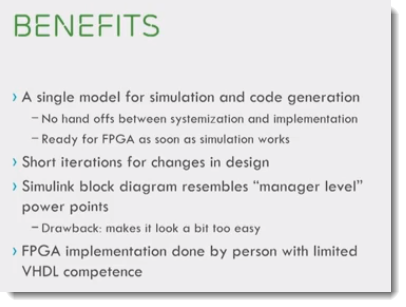 BENEFITS
› A single model for simulation and code generation
– No hand offs between systemization and implementation
– Ready for FPGA as soon as simulation works
› Short iterations for changes in design
› Simulink block diagram resembles “manager level”
power points
– Drawback: makes it look a bit too easy
› FPGA implementation done by person with limited
VHDL competence